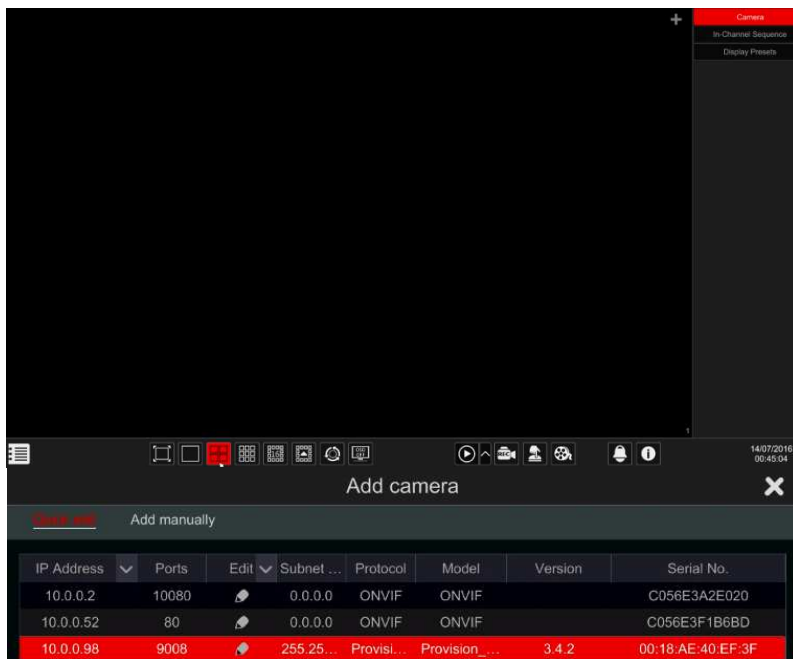 Camera
In-Channel Sequence
Display Presets
1
14/07/2016
00:45:04
Add camera
Quick add Add manually
IP Address Ports Edit Subnet ... Protocol Model Version Serial No.
10.0.0.2 10080 0.0.0.0 ONVIF ONVIF C056E3A2E020
10.0.0.52 80 0.0.0.0 ONVIF ONVIF C056E3F1B6BD
10.0.0.98 9008 255.25... Provisi... Provision_... 3.4.2 00:18:AE:40:EF:3F